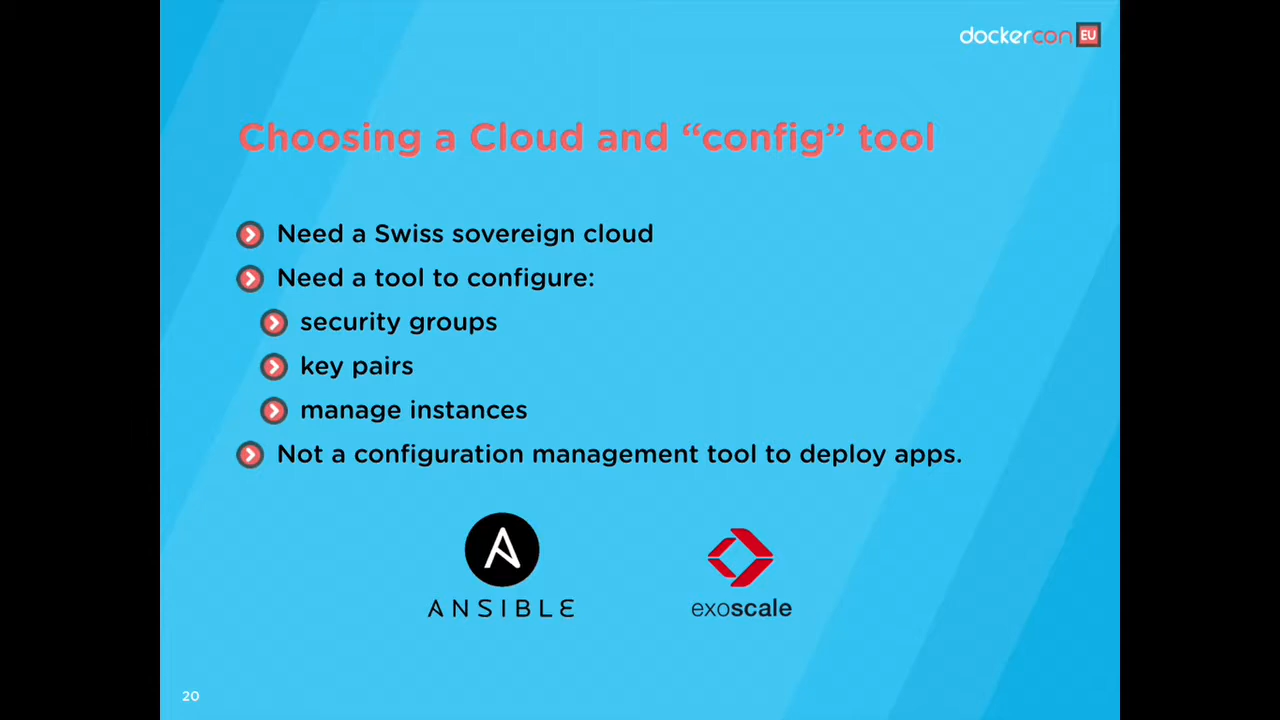 dockercon EU
Choosing a Cloud and “config” tool
Need a Swiss sovereign cloud
Need a tool to configure:
security groups
key pairs
manage instances
Not a configuration management tool to deploy apps.
ANSIBLE
exoscale
20